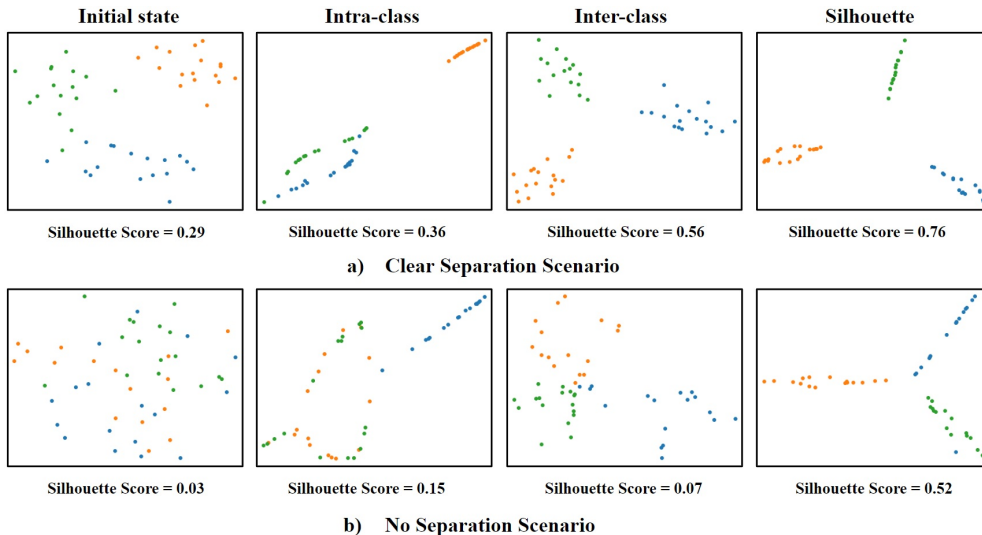 Initial state Intra-class Inter-class Silhouette
Silhouette Score = 0.29 Silhouette Score = 0.36 Silhouette Score = 0.56 Silhouette Score = 0.76
a) Clear Separation Scenario
Silhouette Score = 0.03 Silhouette Score = 0.15 Silhouette Score = 0.07 Silhouette Score = 0.52
b) No Separation Scenario